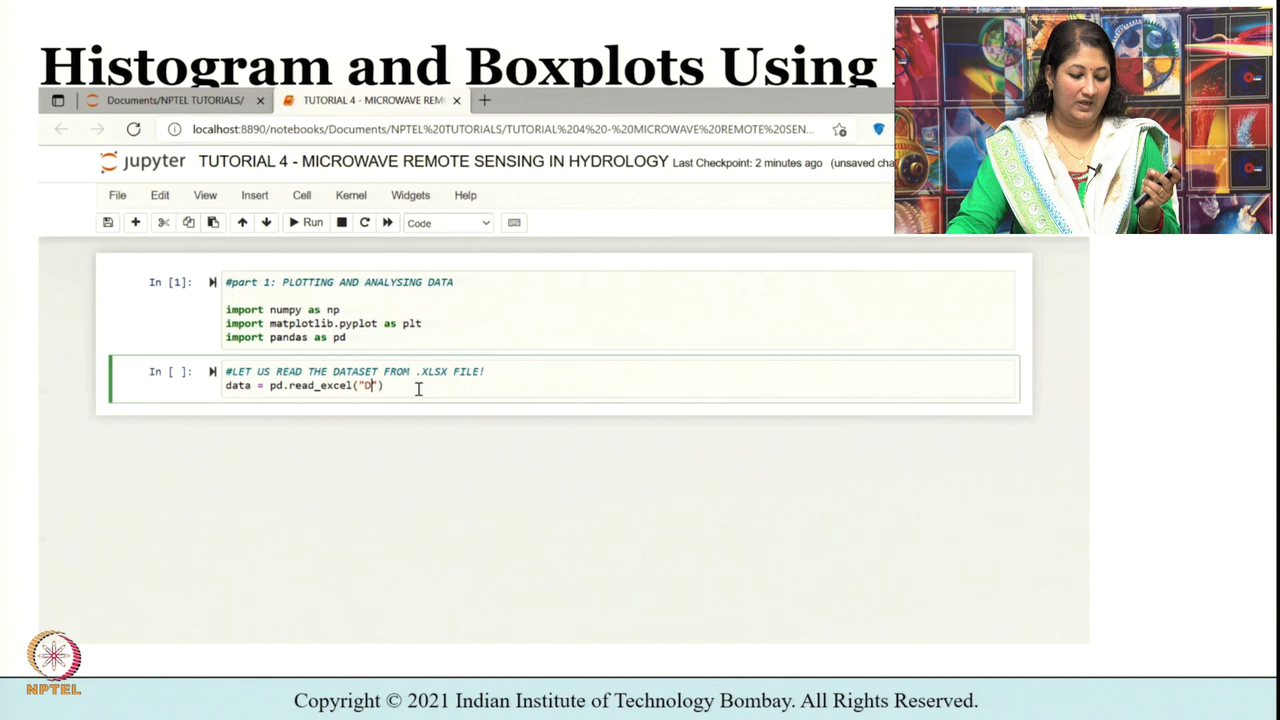 Histogram and Boxplots Using
Documents/NPTEL TUTORIALS/
TUTORIAL 4 - MICROWAVE REM
localhost:8890/notebooks/Documents/NPTEL%20TUTORIALS/TUTORIAL%204%20-%20MICROWAVE%20REMOTE%20SEN...
jupyter TUTORIAL 4 - MICROWAVE REMOTE SENSING IN HYDROLOGY Last Checkpoint: 2 minutes ago (unsaved cha
File Edit View Insert Cell Kernel Widgets Help
Run Code
In [1]: #part 1: PLOTTING AND ANALYSING DATA
import numpy as np
import matplotlib.pyplot as plt
import pandas as pd
In [ ]: #LET US READ THE DATASET FROM .XLSX FILE!
data = pd.read_excel("D")
NPTEL
Copyright © 2021 Indian Institute of Technology Bombay. All Rights Reserved.